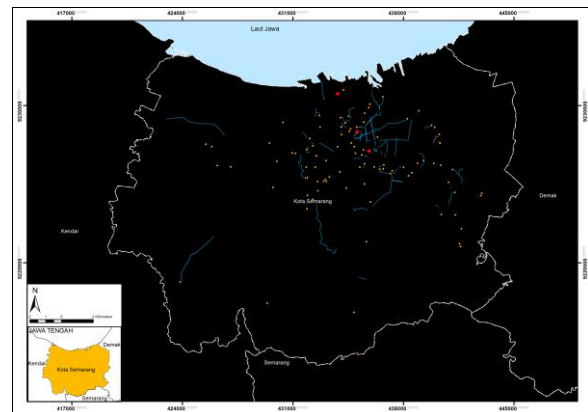 417000 424000 431000 438000 445000
Laut Jawa
9230000 9230000
Demak
Kota Semarang
Kendal
9220000 9220000
N
Kilometers
JAWA TENGAH
Demak
Kendal
Kota Semarang
Semarang
Semarang
417000 424000 431000 438000 445000